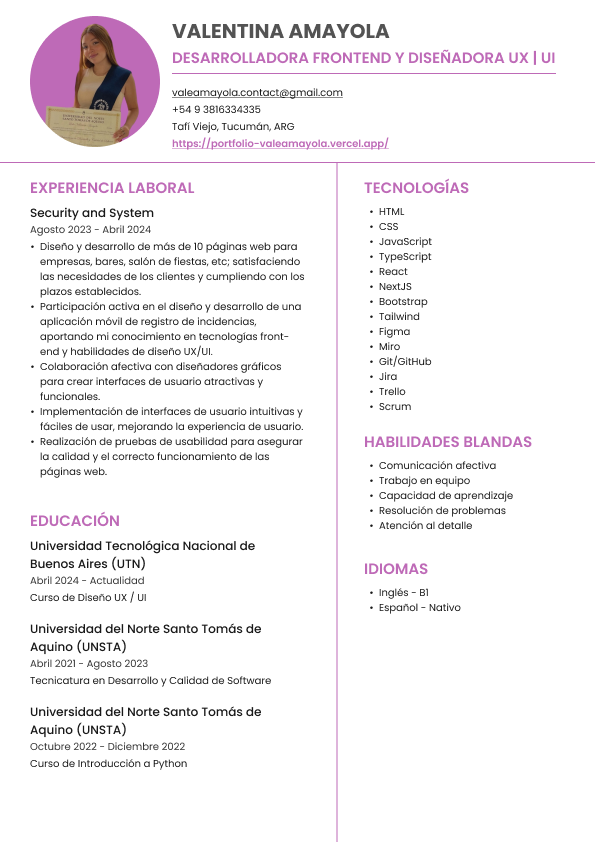 VALENTINA AMAYOLA
DESARROLLADORA FRONTEND Y DISEÑADORA UX | UI
valeamayola.contact@gmail.com
+54 9 3816334335
Tafí Viejo, Tucumán, ARG
https://portfolio-valeamayola.vercel.app/
EXPERIENCIA LABORAL
Security and System
Agosto 2023 - Abril 2024
• Diseño y desarrollo de más de 10 páginas web para
empresas, bares, salón de fiestas, etc; satisfaciendo
las necesidades de los clientes y cumpliendo con los
plazos establecidos.
• Participación activa en el diseño y desarrollo de una
aplicación móvil de registro de incidencias,
aportando mi conocimiento en tecnologías front-
end y habilidades de diseño UX/UI.
• Colaboración afectiva con diseñadores gráficos
para crear interfaces de usuario atractivas y
funcionales.
• Implementación de interfaces de usuario intuitivas y
fáciles de usar, mejorando la experiencia de usuario.
• Realización de pruebas de usabilidad para asegurar
la calidad y el correcto funcionamiento de las
páginas web.
EDUCACIÓN
Universidad Tecnológica Nacional de
Buenos Aires (UTN)
Abril 2024 - Actualidad
Curso de Diseño UX / UI
Universidad del Norte Santo Tomás de
Aquino (UNSTA)
Abril 2021 - Agosto 2023
Tecnicatura en Desarrollo y Calidad de Software
Universidad del Norte Santo Tomás de
Aquino (UNSTA)
Octubre 2022 - Diciembre 2022
Curso de Introducción a Python
TECNOLOGÍAS
• HTML
• CSS
• JavaScript
• TypeScript
• React
• NextJS
• Bootstrap
• Tailwind
• Figma
• Miro
• Git/GitHub
• Jira
• Trello
• Scrum
HABILIDADES BLANDAS
• Comunicación afectiva
• Trabajo en equipo
• Capacidad de aprendizaje
• Resolución de problemas
• Atención al detalle
IDIOMAS
• Inglés - B1
• Español - Nativo